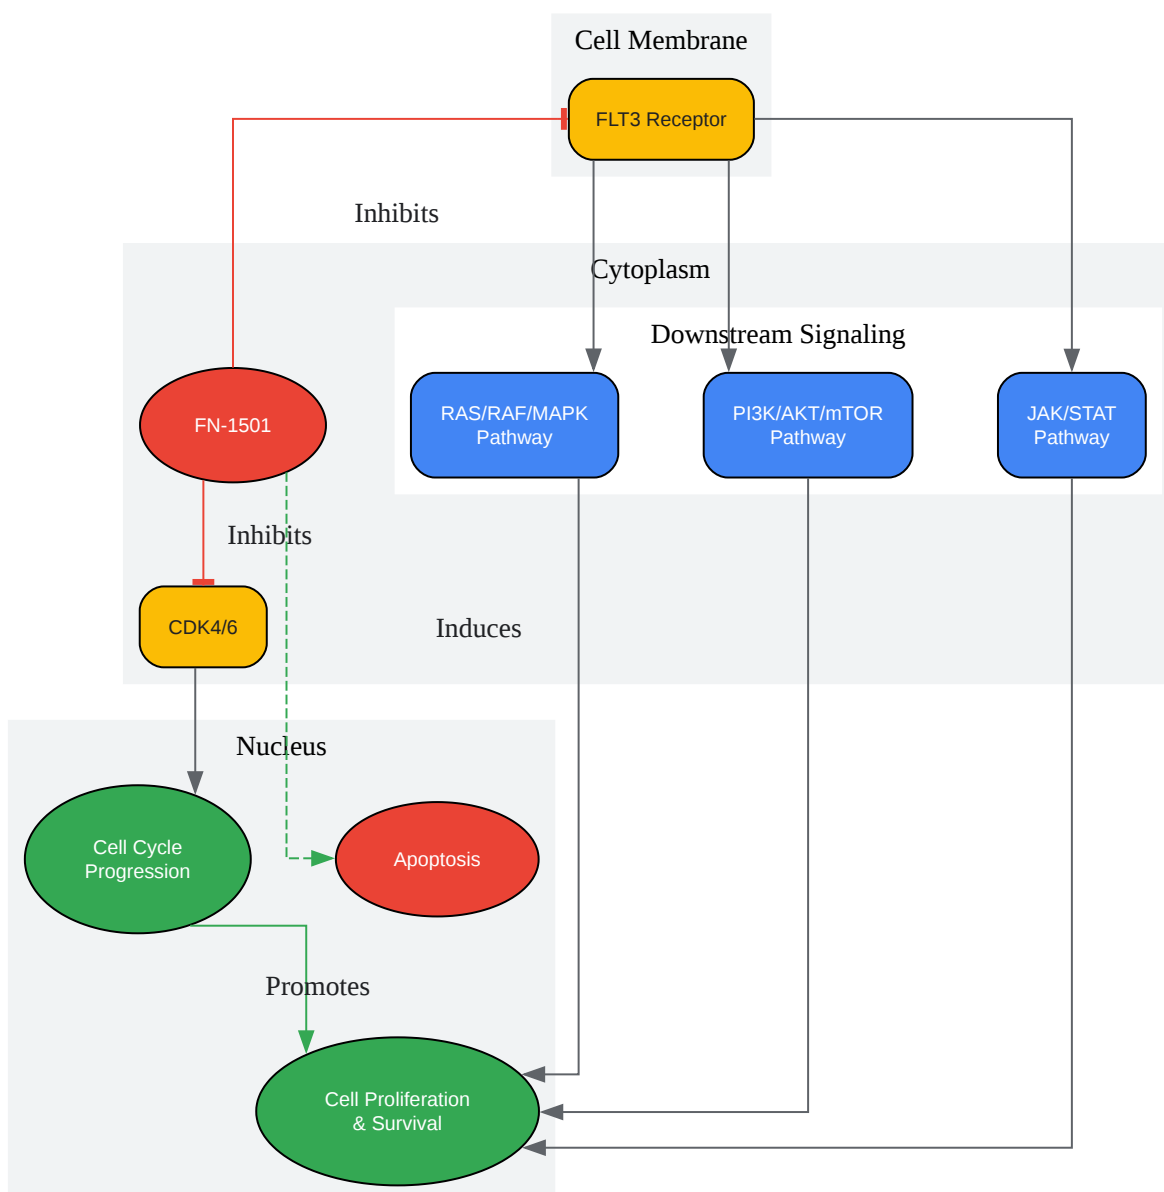 Cell Membrane
FLT3 Receptor
Inhibits
Cytoplasm
Downstream Signaling
RAS/RAF/MAPK
Pathway
PI3K/AKT/mTOR
Pathway
JAK/STAT
Pathway
FN-1501
Inhibits
CDK4/6
Induces
Nucleus
Cell Cycle
Progression
Apoptosis
Promotes
Cell Proliferation
& Survival